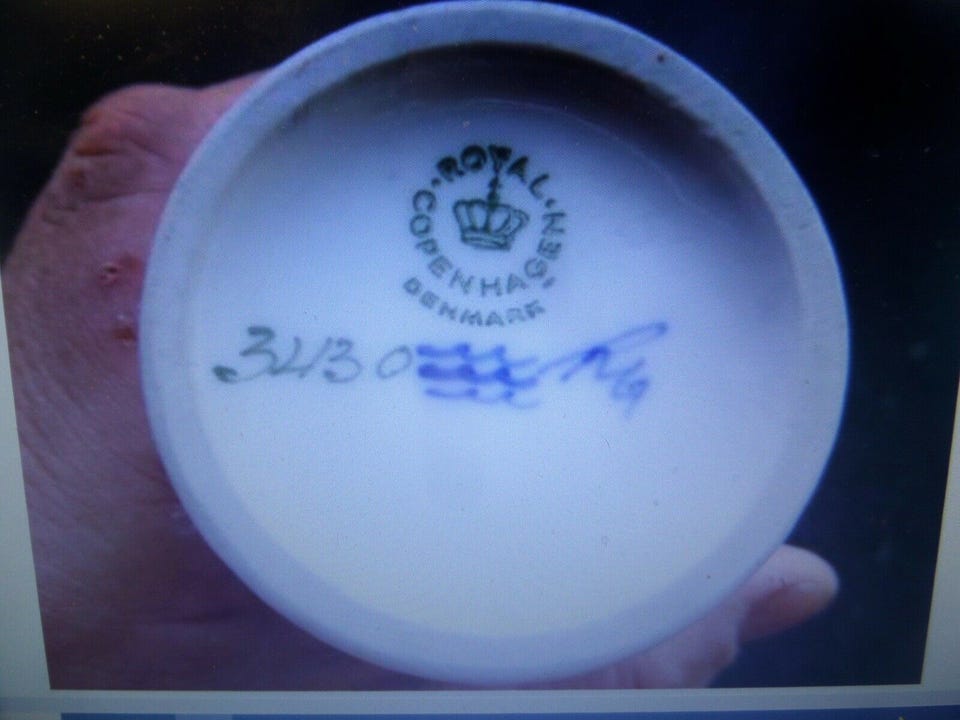 ROYAL
COPENHAGEN
DENMARK
3430